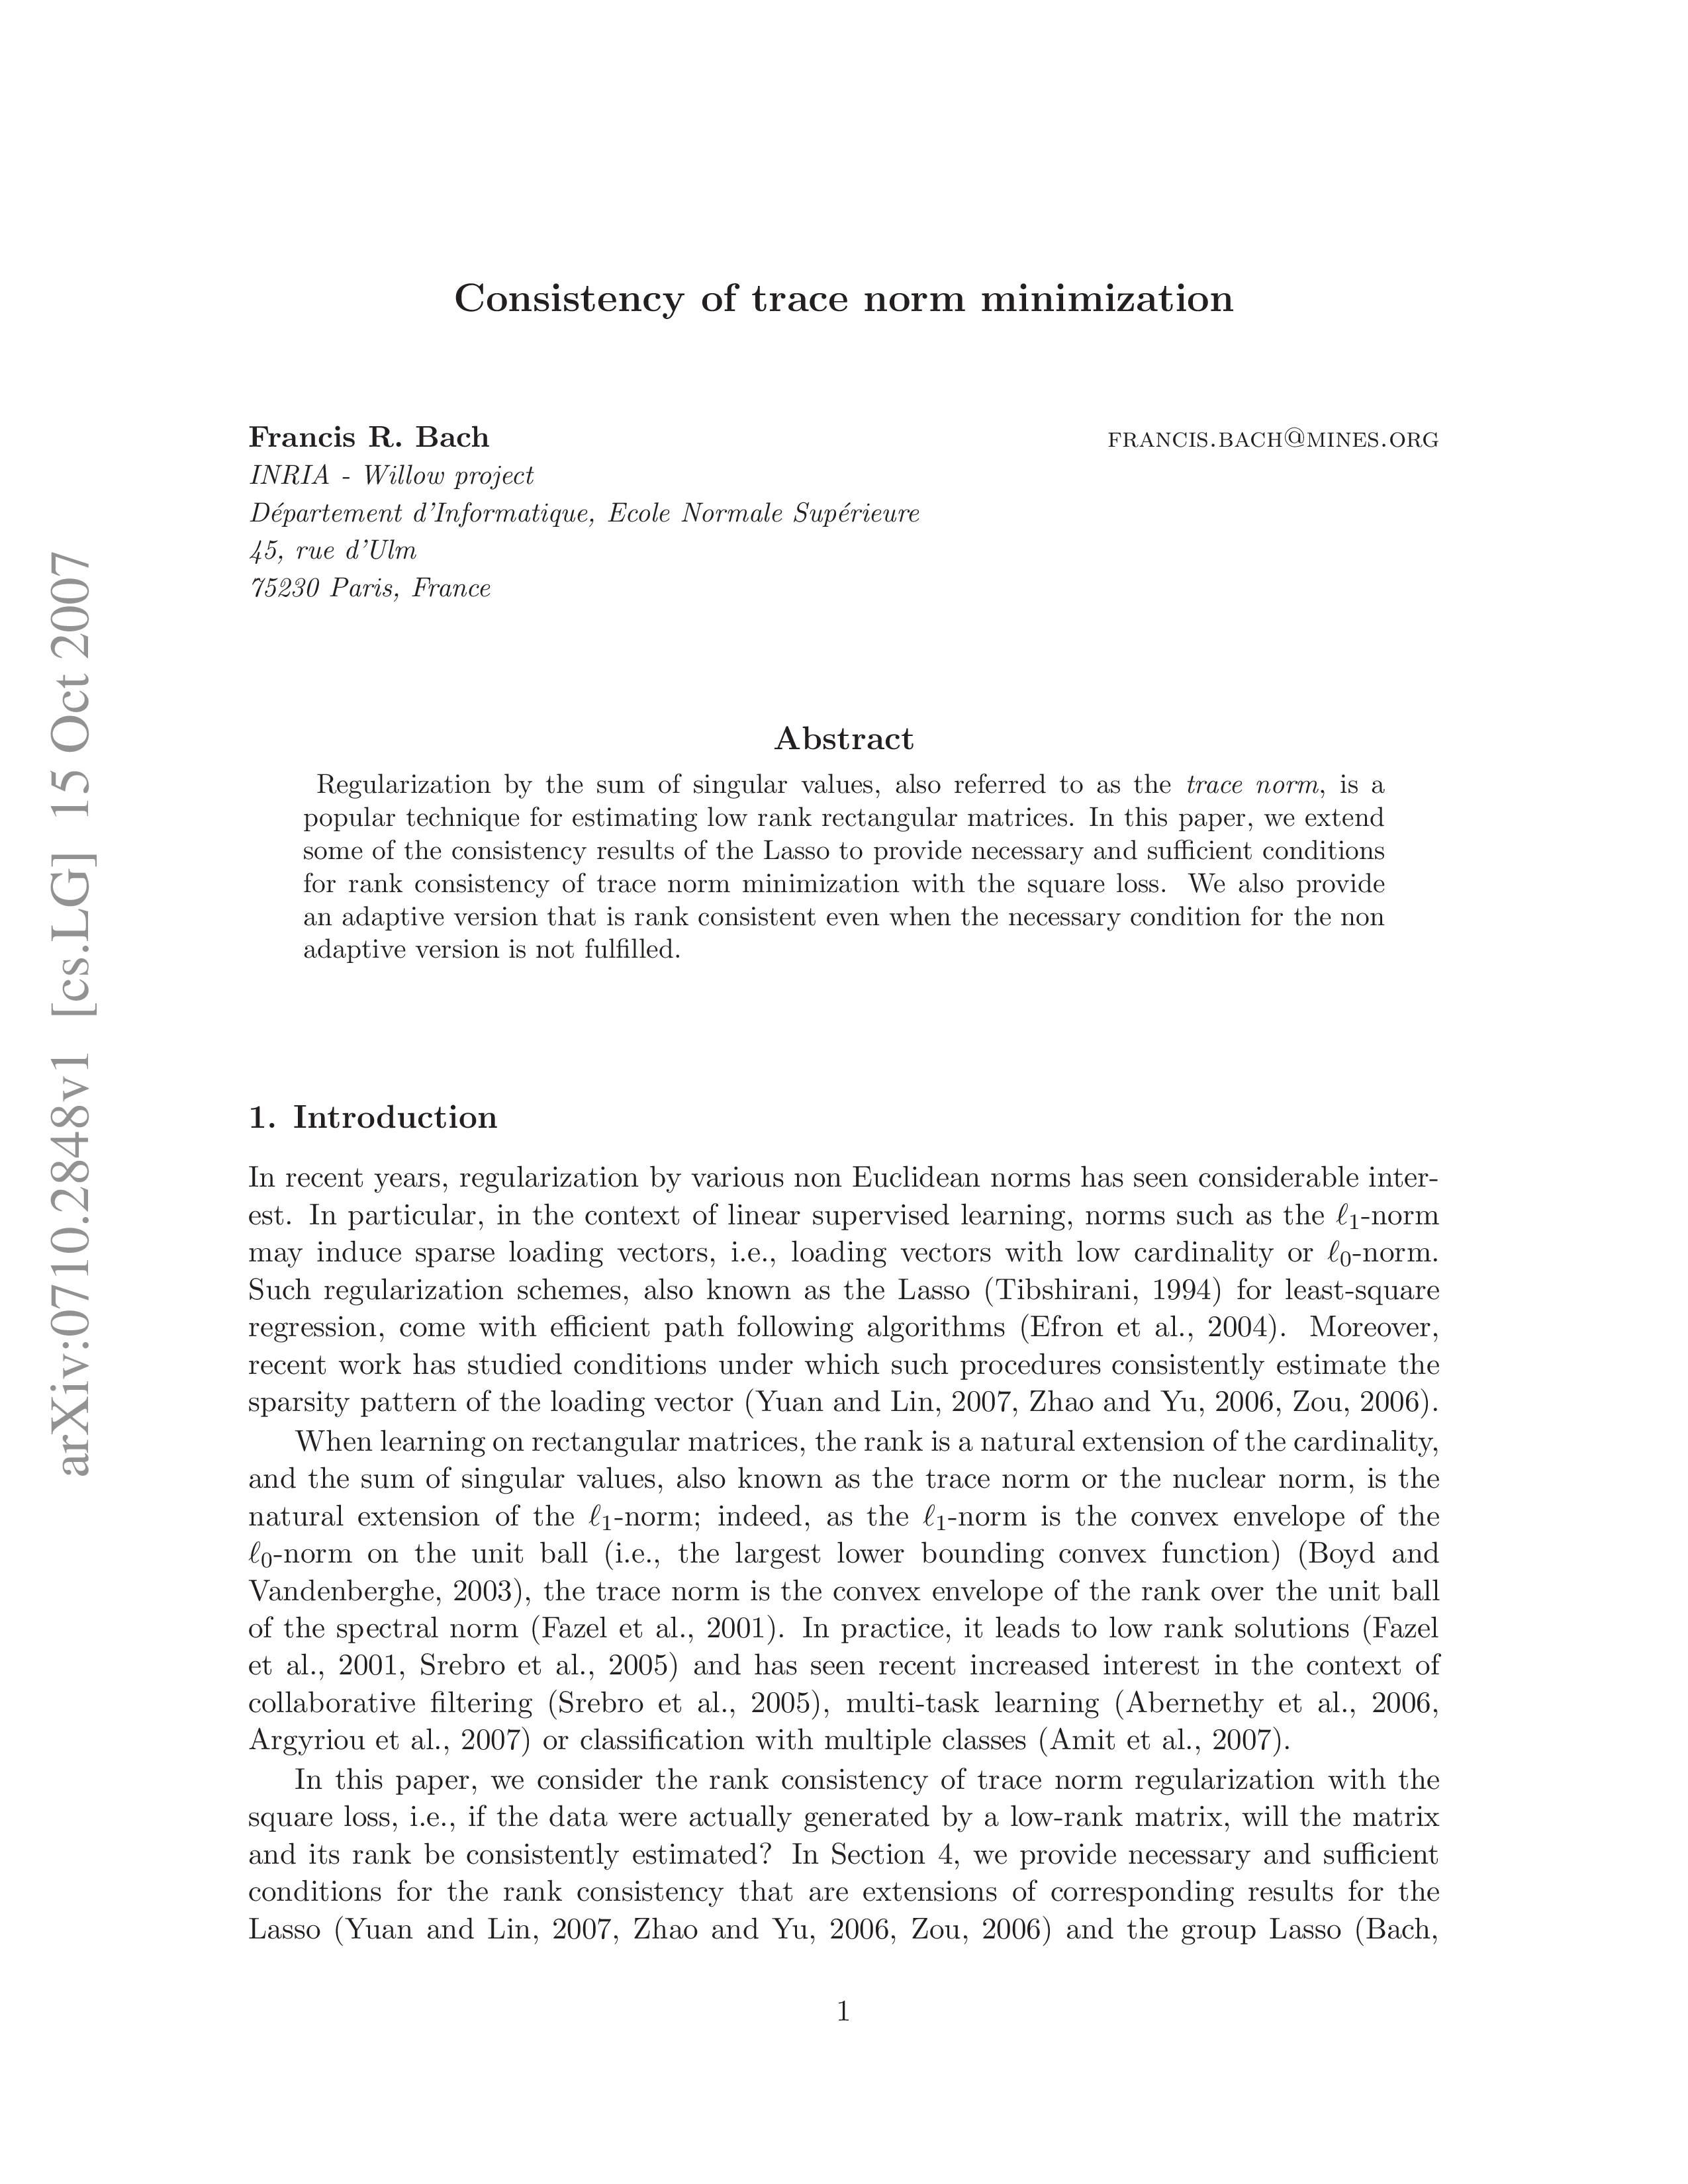 Consistency of trace norm minimization
Francis R. Bach francis.bach@mines.org
INRIA - Willow project
Département d'Informatique, Ecole Normale Supérieure
45, rue d'Ulm
75230 Paris, France
arXiv:0710.2848v1 [cs.LG] 15 Oct 2007
Abstract
Regularization by the sum of singular values, also referred to as the trace norm, is a
popular technique for estimating low rank rectangular matrices. In this paper, we extend
some of the consistency results of the Lasso to provide necessary and sufficient conditions
for rank consistency of trace norm minimization with the square loss. We also provide
an adaptive version that is rank consistent even when the necessary condition for the non
adaptive version is not fulfilled.
1. Introduction
In recent years, regularization by various non Euclidean norms has seen considerable inter-
est. In particular, in the context of linear supervised learning, norms such as the ℓ1-norm
may induce sparse loading vectors, i.e., loading vectors with low cardinality or ℓ0-norm.
Such regularization schemes, also known as the Lasso (Tibshirani, 1994) for least-square
regression, come with efficient path following algorithms (Efron et al., 2004). Moreover,
recent work has studied conditions under which such procedures consistently estimate the
sparsity pattern of the loading vector (Yuan and Lin, 2007, Zhao and Yu, 2006, Zou, 2006).
When learning on rectangular matrices, the rank is a natural extension of the cardinality,
and the sum of singular values, also known as the trace norm or the nuclear norm, is the
natural extension of the ℓ1-norm; indeed, as the ℓ1-norm is the convex envelope of the
ℓ0-norm on the unit ball (i.e., the largest lower bounding convex function) (Boyd and
Vandenberghe, 2003), the trace norm is the convex envelope of the rank over the unit ball
of the spectral norm (Fazel et al., 2001). In practice, it leads to low rank solutions (Fazel
et al., 2001, Srebro et al., 2005) and has seen recent increased interest in the context of
collaborative filtering (Srebro et al., 2005), multi-task learning (Abernethy et al., 2006,
Argyriou et al., 2007) or classification with multiple classes (Amit et al., 2007).
In this paper, we consider the rank consistency of trace norm regularization with the
square loss, i.e., if the data were actually generated by a low-rank matrix, will the matrix
and its rank be consistently estimated? In Section 4, we provide necessary and sufficient
conditions for the rank consistency that are extensions of corresponding results for the
Lasso (Yuan and Lin, 2007, Zhao and Yu, 2006, Zou, 2006) and the group Lasso (Bach,
1